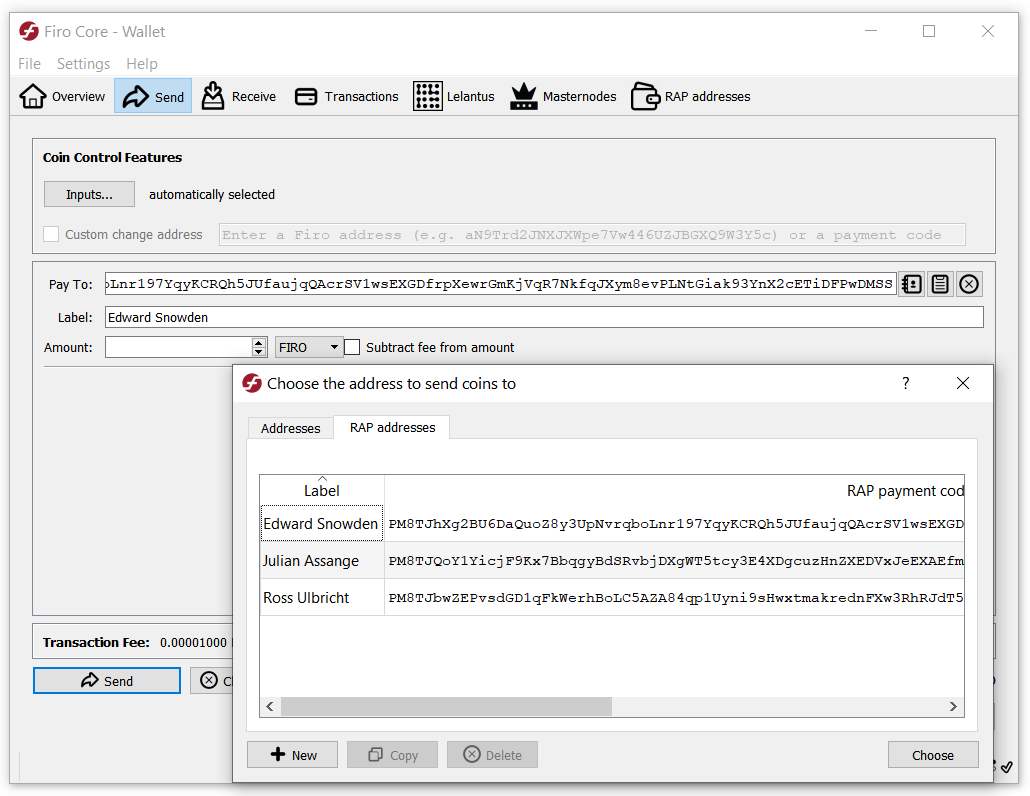 Firo Core - Wallet
File Settings Help
Overview Send Receive Transactions Lelantus Masternodes RAP addresses
Coin Control Features
Inputs... automatically selected
Custom change address Enter a Firo address (e.g. aN9Trd2JNXJXWpe7Vw446UZJBGXQ9W3Y5c) or a payment code
Pay To: oLnr197YqyKCRQh5JUfaujqQAcrSV1wsEXGDfrpXewrGmKjVqR7NkfqJXym8evPLNtGiak93YnX2cETiDFPwDMSS
Label: Edward Snowden
Amount: FIRO Subtract fee from amount
Choose the address to send coins to ?
Addresses RAP addresses
Label RAP payment cod
Edward Snowden PM8TJhXg2BU6DaQuoZ8y3UpNvrqboLnr197YqyKCRQh5JUfaujqQAcrSV1wsEXGD
Julian Assange PM8TJQoY1YicjF9Kx7BbqgyBdSRvbjDXgWT5tcy3E4XDgcuzHnZXEDVxJeEXAEfm
Ross Ulbricht PM8TJbwZEPvsdGD1qFkWerhBoLC5AZA84qp1Uyni9sHwxtmakrednFXw3RhRJdT5
Transaction Fee: 0.00001000
Send
New Copy Delete Choose